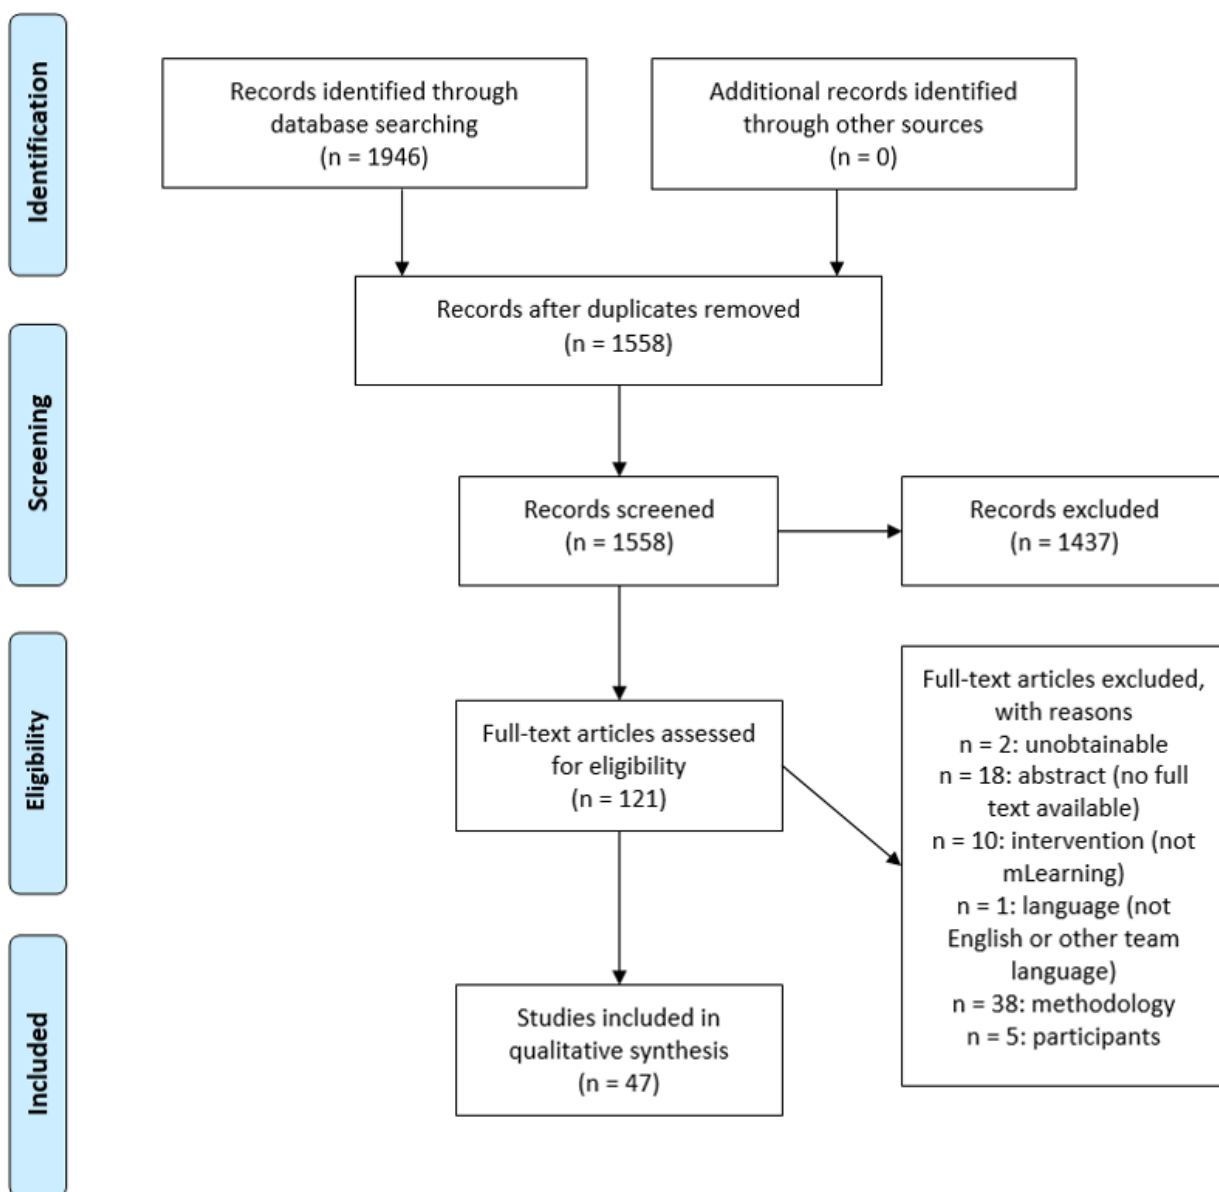 Identification
Records identified through
database searching
(n = 1946)
Additional records identified
through other sources
(n = 0)
Records after duplicates removed
(n = 1558)
Screening
Records screened
(n = 1558)
Records excluded
(n = 1437)
Eligibility
Full-text articles assessed
for eligibility
(n = 121)
Full-text articles excluded,
with reasons
n = 2: unobtainable
n = 18: abstract (no full
text available)
n = 10: intervention (not
mLearning)
n = 1: language (not
English or other team
language)
n = 38: methodology
n = 5: participants
Included
Studies included in
qualitative synthesis
(n = 47)